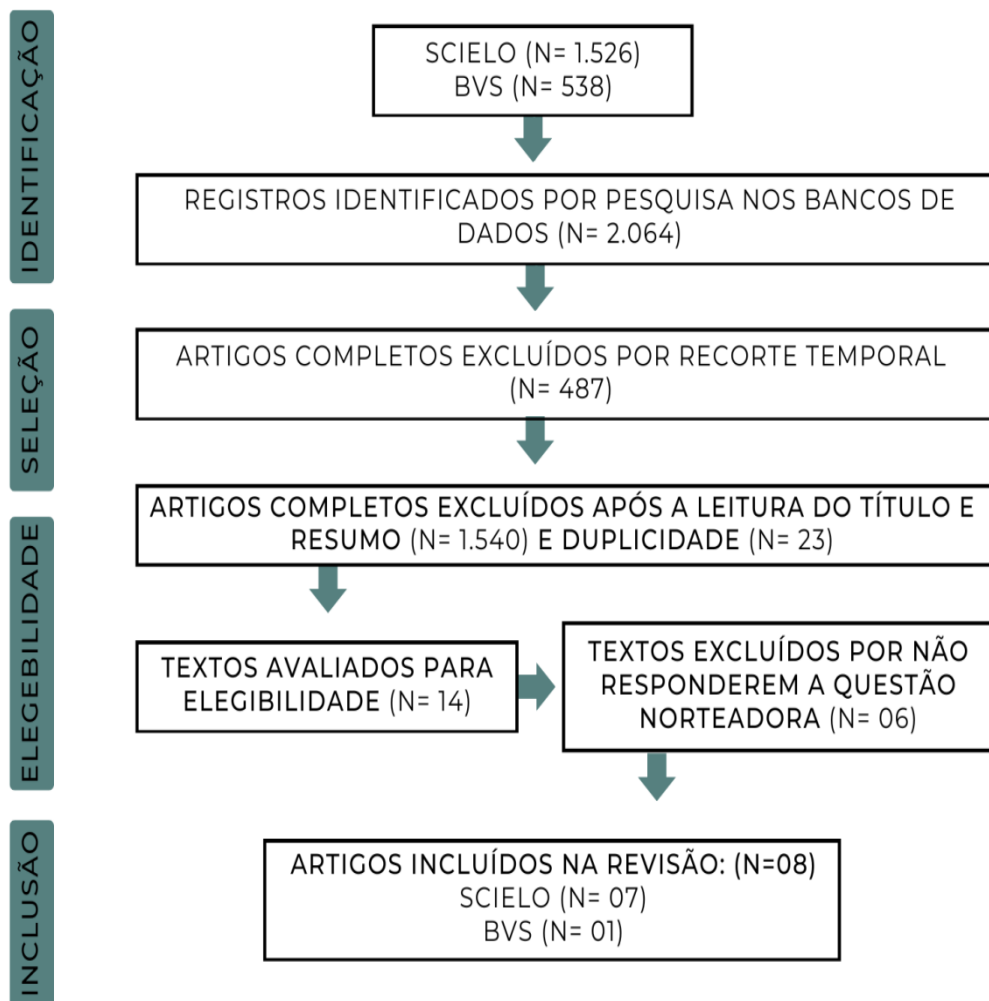 IDENTIFICAÇÃO
SCIELO (N= 1.526)
BVS (N= 538)
REGISTROS IDENTIFICADOS POR PESQUISA NOS BANCOS DE
DADOS (N= 2.064)
SELEÇÃO
ARTIGOS COMPLETOS EXCLUÍDOS POR RECORTE TEMPORAL
(N= 487)
ELEGEBILIDADE
ARTIGOS COMPLETOS EXCLUÍDOS APÓS A LEITURA DO TÍTULO E
RESUMO (N= 1.540) E DUPLICIDADE (N= 23)
TEXTOS AVALIADOS PARA
ELEGIBILIDADE (N= 14)
TEXTOS EXCLUÍDOS POR NÃO
RESPONDEREM A QUESTÃO
NORTEADORA (N= 06)
INCLUSÃO
ARTIGOS INCLUÍDOS NA REVISÃO: (N=08)
SCIELO (N= 07)
BVS (N= 01)